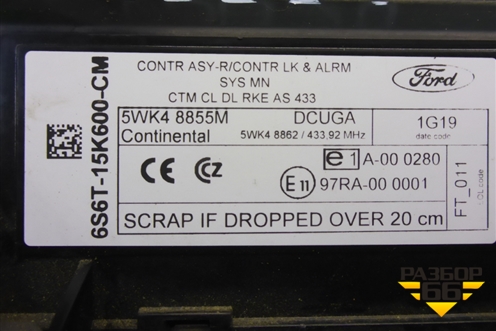 CONTR ASY-R/CONTR LK & ALRM
SYS MN
CTM CL DL RKE AS 433
Ford
6S6T-15K600-CM
5WK4 8855M DCUGA
Continental 5WK4 8862 / 433,92 MHz
1G19
date code
CE CZ
e1 A-00 0280
E11 97RA-00 0001
FT_011
SCRAP IF DROPPED OVER 20 cm
РАЗБОР
66